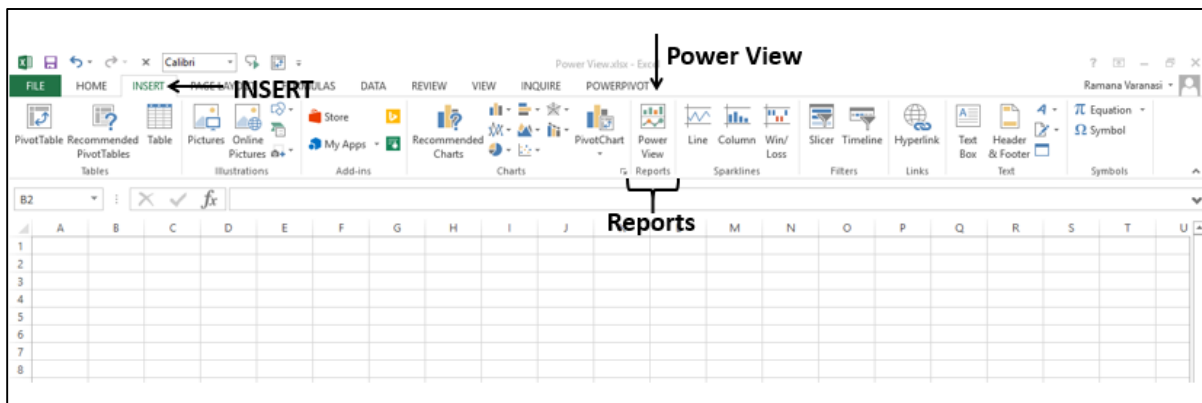 Power View
Calibri
Power View.xlsx - Excel
FILE HOME INSERT INSERT DATA REVIEW VIEW INQUIRE POWERPIVOT
Ramana Varanasi
PivotTable Recommended PivotTables Table
Pictures Online Pictures
Store
My Apps
Recommended Charts
PivotChart
Power View
Line Column Win/Loss
Slicer Timeline
Hyperlink
Text Box Header & Footer
π Equation
Ω Symbol
Tables Illustrations Add-ins Charts Reports Sparklines Filters Links Text Symbols
B2 fx
Reports
A B C D E F G H I J M N O P Q R S T U
1
2
3
4
5
6
7
8